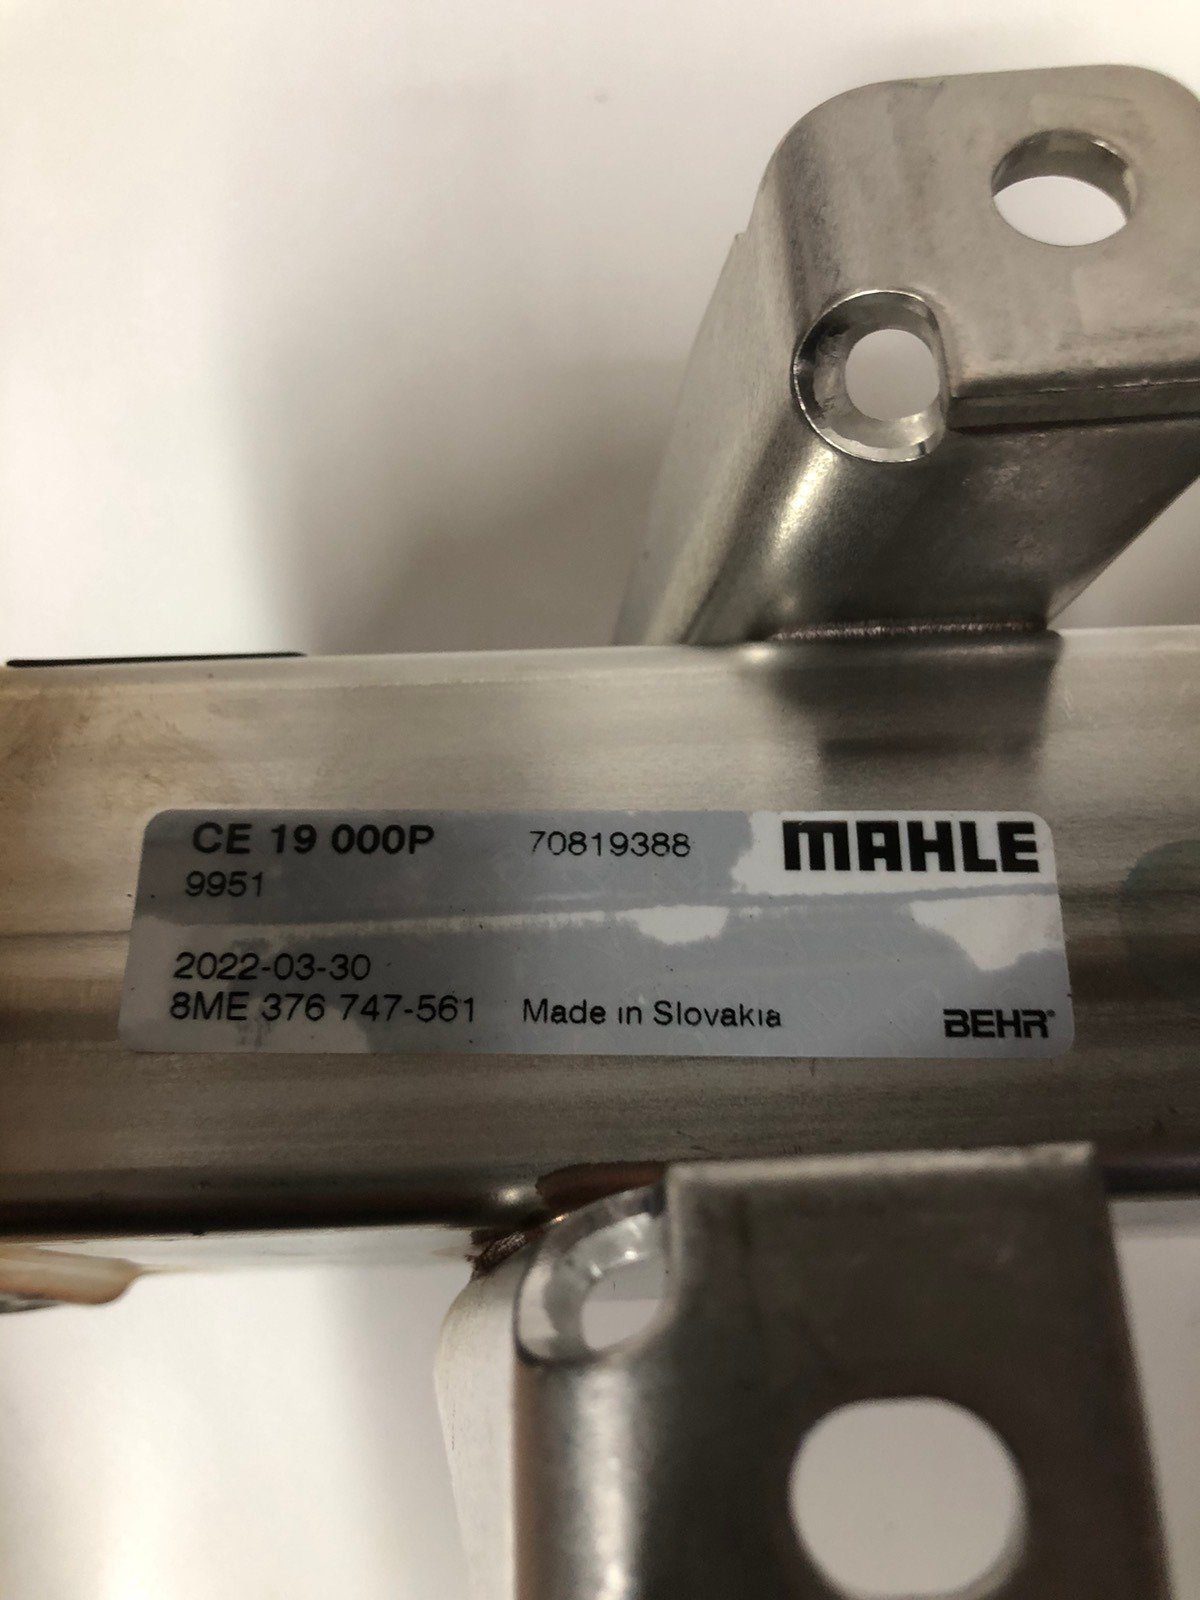 CE 19 000P 70819388 MAHLE
9951
2022-03-30
8ME 376 747-561 Made in Slovakia BEHR®